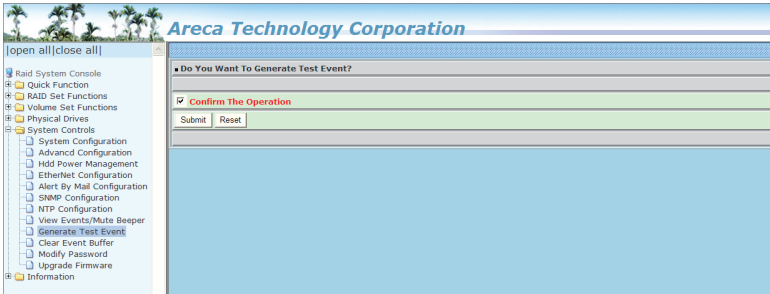 Areca Technology Corporation
|open all|close all|
Raid System Console
Quick Function
RAID Set Functions
Volume Set Functions
Physical Drives
System Controls
System Configuration
Advancd Configuration
Hdd Power Management
EtherNet Configuration
Alert By Mail Configuration
SNMP Configuration
NTP Configuration
View Events/Mute Beeper
Generate Test Event
Clear Event Buffer
Modify Password
Upgrade Firmware
Information
Do You Want To Generate Test Event?
Confirm The Operation
Submit Reset